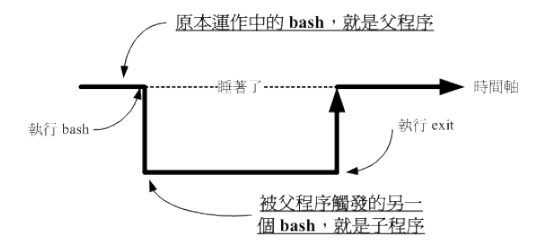 原本運作中的 bash，就是父程序
睡著了
時間軸
執行 bash
執行 exit
被父程序觸發的另一
個 bash，就是子程序